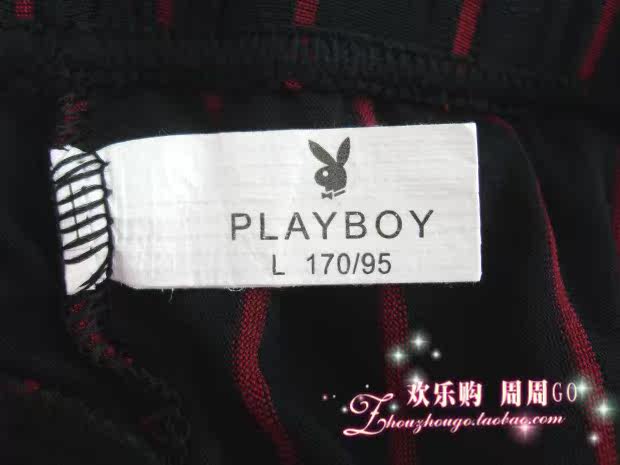 PLAYBOY
L 170/95
欢乐购 周周GO
Zhouzhougo.taobao.com